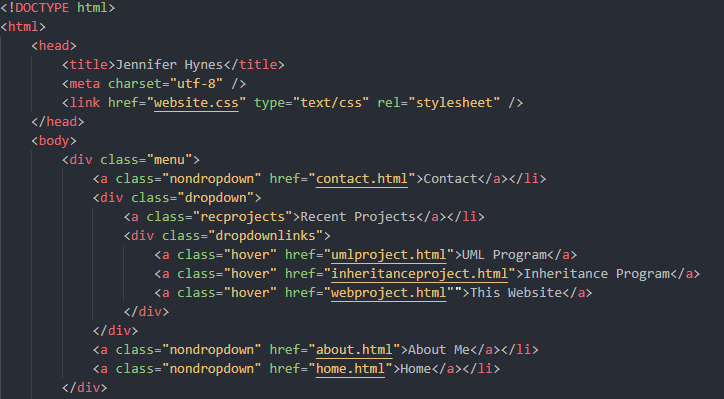 <!DOCTYPE html>
<html>
<head>
<title>Jennifer Hynes</title>
<meta charset="utf-8" />
<link href="website.css" type="text/css" rel="stylesheet" />
</head>
<body>
<div class="menu">
<a class="nondropdown" href="contact.html">Contact</a></li>
<div class="dropdown">
<a class="recprojects">Recent Projects</a></li>
<div class="dropdownlinks">
<a class="hover" href="umlproject.html">UML Program</a>
<a class="hover" href="inheritanceproject.html">Inheritance Program</a>
<a class="hover" href="webproject.html"">This Website</a>
</div>
</div>
<a class="nondropdown" href="about.html">About Me</a></li>
<a class="nondropdown" href="home.html">Home</a></li>
</div>